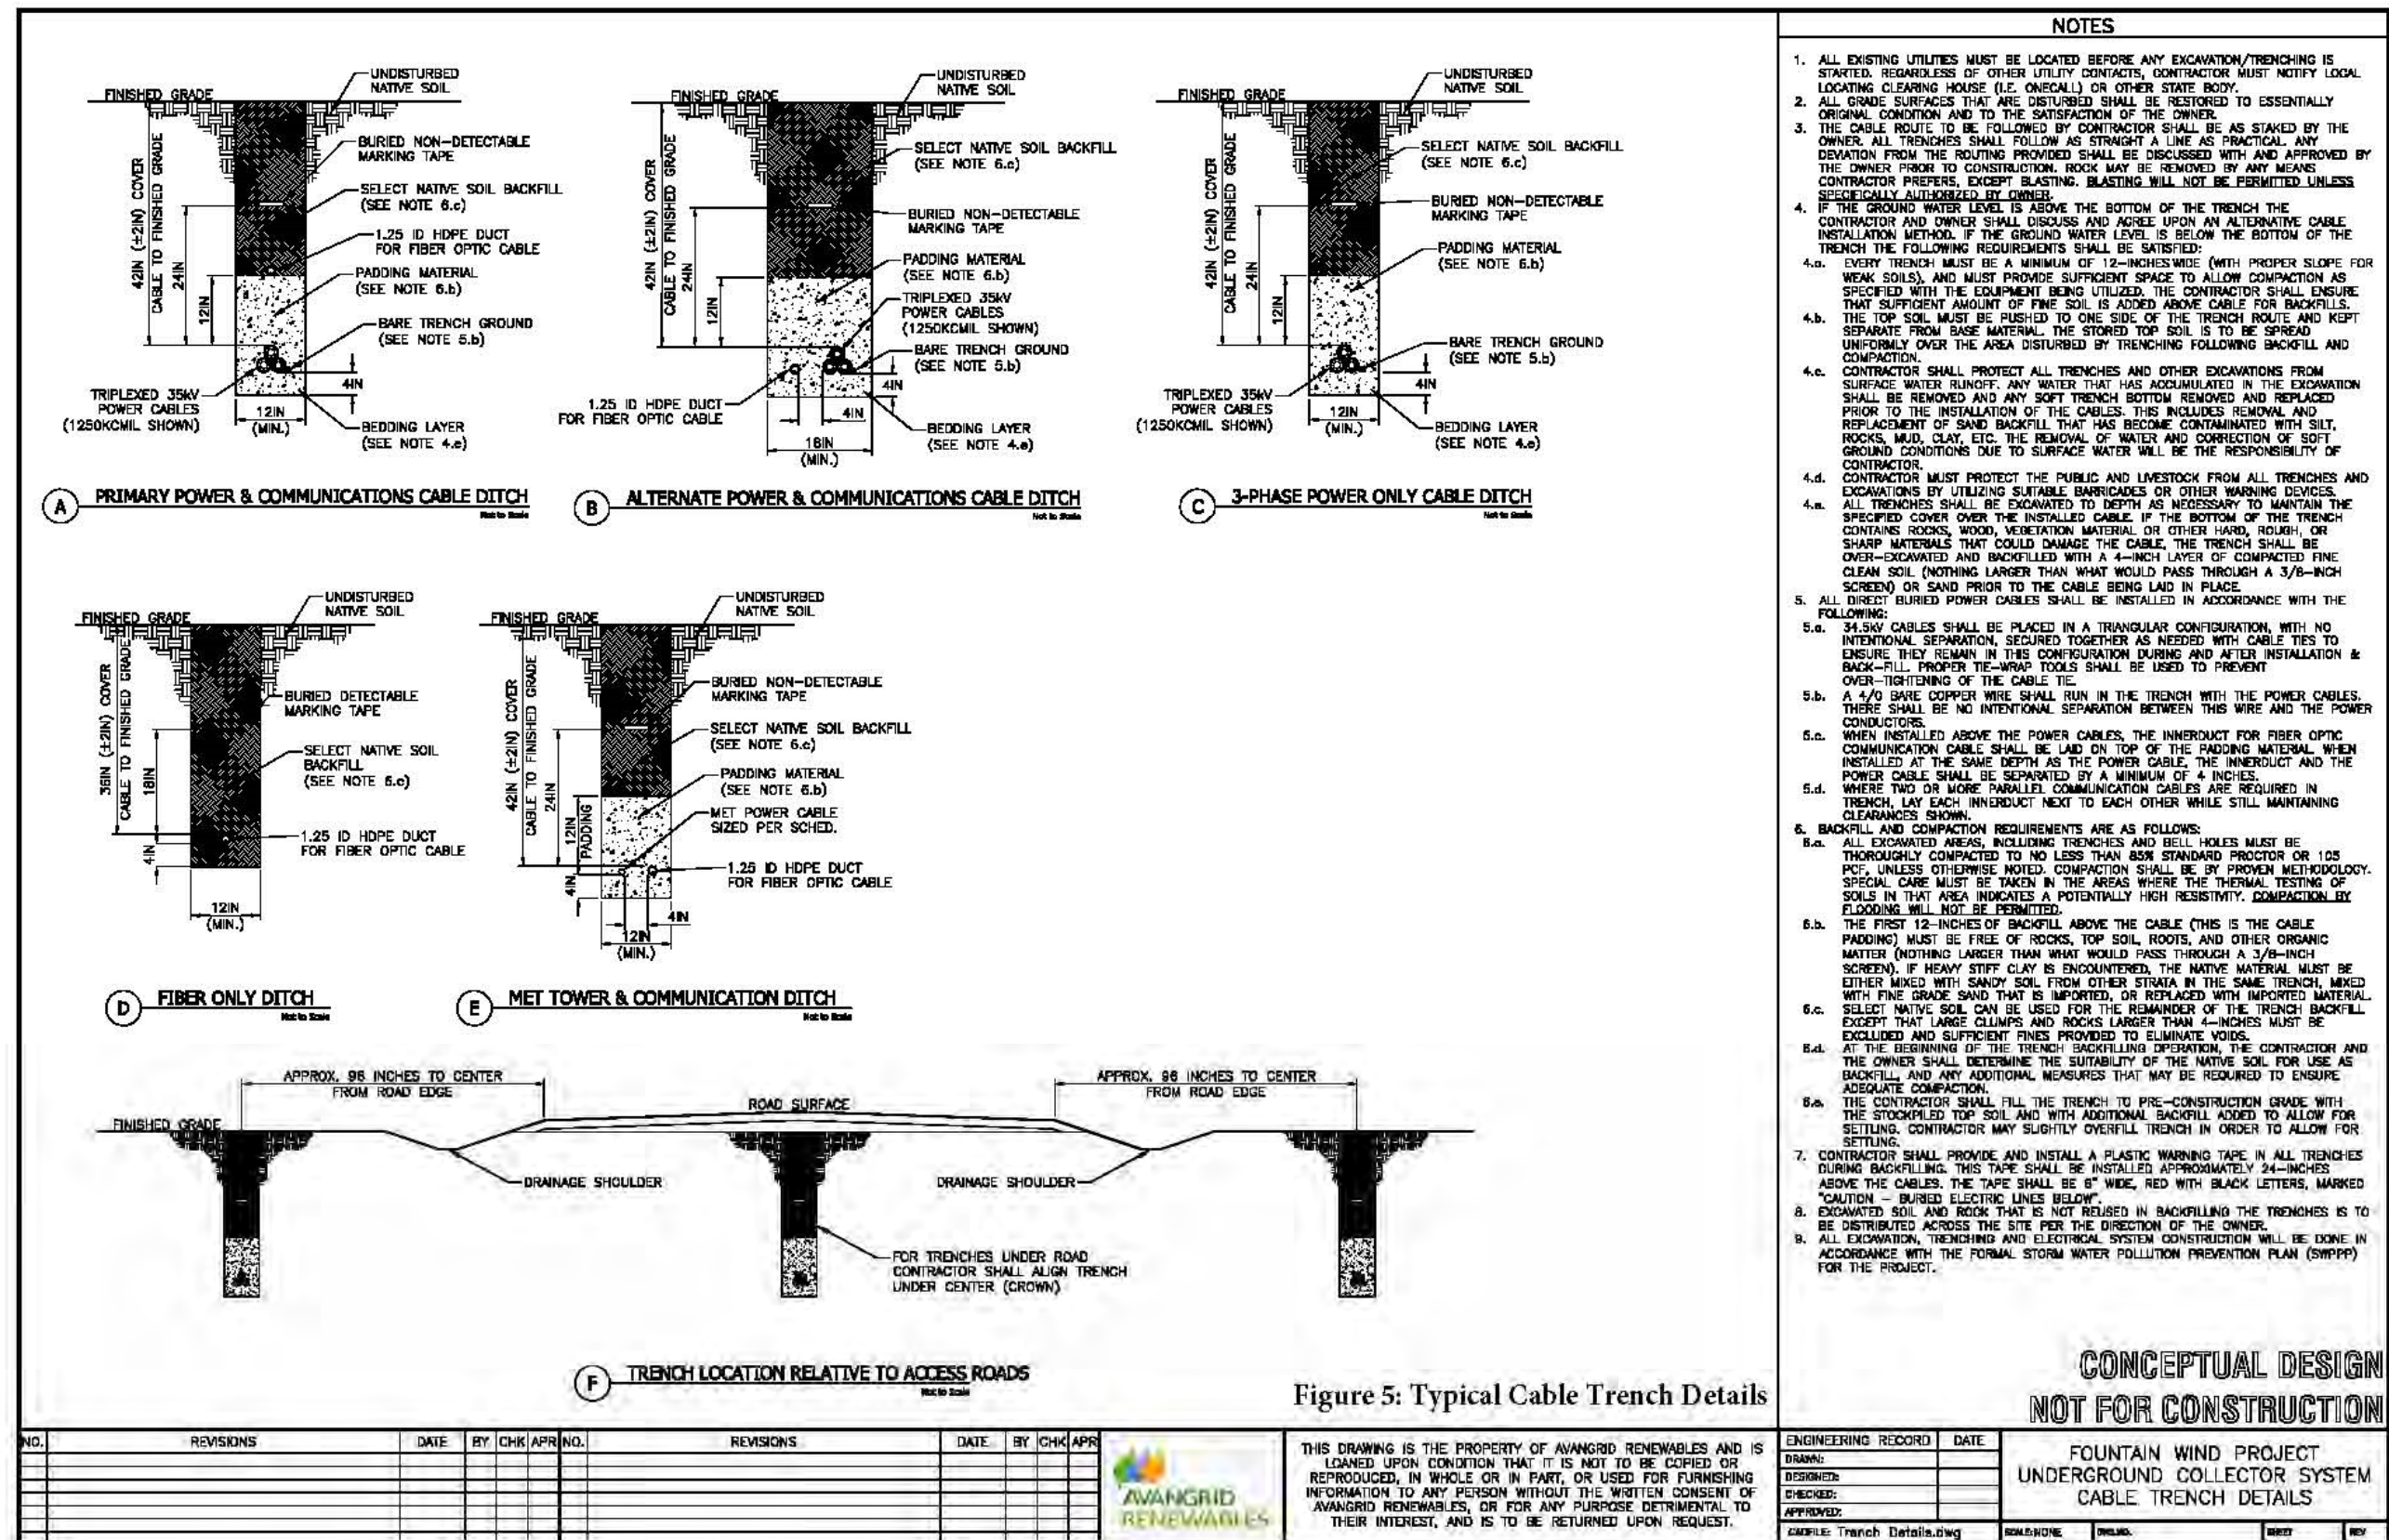 FINISHED GRADE
UNDISTURBED
NATIVE SOIL
BURIED NON-DETECTABLE
MARKING TAPE
SELECT NATIVE SOIL BACKFILL
(SEE NOTE 6.c)
1.25 ID HDPE DUCT
FOR FIBER OPTIC CABLE
PADDING MATERIAL
(SEE NOTE 6.b)
BARE TRENCH GROUND
(SEE NOTE 5.b)
42IN (±2IN) COVER
CABLE TO FINISHED GRADE
24IN
12IN
4IN
TRIPLEXED 35kV
POWER CABLES
(1250KCMIL SHOWN)
12IN
(MIN.)
BEDDING LAYER
(SEE NOTE 4.e)
A PRIMARY POWER & COMMUNICATIONS CABLE DITCH
Not to Scale
FINISHED GRADE
UNDISTURBED
NATIVE SOIL
SELECT NATIVE SOIL BACKFILL
(SEE NOTE 6.c)
BURIED NON-DETECTABLE
MARKING TAPE
PADDING MATERIAL
(SEE NOTE 6.b)
TRIPLEXED 35kV
POWER CABLES
(1250KCMIL SHOWN)
BARE TRENCH GROUND
(SEE NOTE 5.b)
42IN (±2IN) COVER
CABLE TO FINISHED GRADE
24IN
12IN
4IN
1.25 ID HDPE DUCT
FOR FIBER OPTIC CABLE
4IN
18IN
(MIN.)
BEDDING LAYER
(SEE NOTE 4.e)
B ALTERNATE POWER & COMMUNICATIONS CABLE DITCH
Not to Scale
FINISHED GRADE
UNDISTURBED
NATIVE SOIL
SELECT NATIVE SOIL BACKFILL
(SEE NOTE 6.c)
BURIED NON-DETECTABLE
MARKING TAPE
PADDING MATERIAL
(SEE NOTE 6.b)
BARE TRENCH GROUND
(SEE NOTE 5.b)
42IN (±2IN) COVER
CABLE TO FINISHED GRADE
24IN
12IN
4IN
TRIPLEXED 35kV
POWER CABLES
(1250KCMIL SHOWN)
12IN
(MIN.)
BEDDING LAYER
(SEE NOTE 4.e)
C 3-PHASE POWER ONLY CABLE DITCH
Not to Scale
FINISHED GRADE
UNDISTURBED
NATIVE SOIL
BURIED DETECTABLE
MARKING TAPE
SELECT NATIVE SOIL
BACKFILL
(SEE NOTE 6.c)
1.25 ID HDPE DUCT
FOR FIBER OPTIC CABLE
36IN (±2IN) COVER
CABLE TO FINISHED GRADE
18IN
4IN
12IN
(MIN.)
D FIBER ONLY DITCH
Not to Scale
FINISHED GRADE
UNDISTURBED
NATIVE SOIL
BURIED NON-DETECTABLE
MARKING TAPE
SELECT NATIVE SOIL BACKFILL
(SEE NOTE 6.c)
PADDING MATERIAL
(SEE NOTE 6.b)
MET POWER CABLE
SIZED PER SCHED.
1.25 ID HDPE DUCT
FOR FIBER OPTIC CABLE
42IN (±2IN) COVER
CABLE TO FINISHED GRADE
24IN
12IN
PADDING
4IN
4IN
12IN
(MIN.)
E MET TOWER & COMMUNICATION DITCH
Not to Scale
APPROX. 96 INCHES TO CENTER
FROM ROAD EDGE
APPROX. 96 INCHES TO CENTER
FROM ROAD EDGE
ROAD SURFACE
FINISHED GRADE
DRAINAGE SHOULDER
DRAINAGE SHOULDER
FOR TRENCHES UNDER ROAD
CONTRACTOR SHALL ALIGN TRENCH
UNDER CENTER (CROWN)
F TRENCH LOCATION RELATIVE TO ACCESS ROADS
Not to Scale
Figure 5: Typical Cable Trench Details
NOTES
1. ALL EXISTING UTILITIES MUST BE LOCATED BEFORE ANY EXCAVATION/TRENCHING IS
STARTED. REGARDLESS OF OTHER UTILITY CONTACTS, CONTRACTOR MUST NOTIFY LOCAL
LOCATING CLEARING HOUSE (I.E. ONECALL) OR OTHER STATE BODY.
2. ALL GRADE SURFACES THAT ARE DISTURBED SHALL BE RESTORED TO ESSENTIALLY
ORIGINAL CONDITION AND TO THE SATISFACTION OF THE OWNER.
3. THE CABLE ROUTE TO BE FOLLOWED BY CONTRACTOR SHALL BE AS STAKED BY THE
OWNER. ALL TRENCHES SHALL FOLLOW AS STRAIGHT A LINE AS PRACTICAL. ANY
DEVIATION FROM THE ROUTING PROVIDED SHALL BE DISCUSSED WITH AND APPROVED BY
THE OWNER PRIOR TO CONSTRUCTION. ROCK MAY BE REMOVED BY ANY MEANS
CONTRACTOR PREFERS, EXCEPT BLASTING. BLASTING WILL NOT BE PERMITTED UNLESS
SPECIFICALLY AUTHORIZED BY OWNER.
4. IF THE GROUND WATER LEVEL IS ABOVE THE BOTTOM OF THE TRENCH THE
CONTRACTOR AND OWNER SHALL DISCUSS AND AGREE UPON AN ALTERNATIVE CABLE
INSTALLATION METHOD. IF THE GROUND WATER LEVEL IS BELOW THE BOTTOM OF THE
TRENCH THE FOLLOWING REQUIREMENTS SHALL BE SATISFIED:
4.a. EVERY TRENCH MUST BE A MINIMUM OF 12-INCHES WIDE (WITH PROPER SLOPE FOR
WEAK SOILS), AND MUST PROVIDE SUFFICIENT SPACE TO ALLOW COMPACTION AS
SPECIFIED WITH THE EQUIPMENT BEING UTILIZED. THE CONTRACTOR SHALL ENSURE
THAT SUFFICIENT AMOUNT OF FINE SOIL IS ADDED ABOVE CABLE FOR BACKFILLS.
4.b. THE TOP SOIL MUST BE PUSHED TO ONE SIDE OF THE TRENCH ROUTE AND KEPT
SEPARATE FROM BASE MATERIAL. THE STORED TOP SOIL IS TO BE SPREAD
UNIFORMLY OVER THE AREA DISTURBED BY TRENCHING FOLLOWING BACKFILL AND
COMPACTION.
4.c. CONTRACTOR SHALL PROTECT ALL TRENCHES AND OTHER EXCAVATIONS FROM
SURFACE WATER RUNOFF. ANY WATER THAT HAS ACCUMULATED IN THE EXCAVATION
SHALL BE REMOVED AND ANY SOFT TRENCH BOTTOM REMOVED AND REPLACED
PRIOR TO THE INSTALLATION OF THE CABLES. THIS INCLUDES REMOVAL AND
REPLACEMENT OF SAND BACKFILL THAT HAS BECOME CONTAMINATED WITH SILT,
ROCKS, MUD, CLAY, ETC. THE REMOVAL OF WATER AND CORRECTION OF SOFT
GROUND CONDITIONS DUE TO SURFACE WATER WILL BE THE RESPONSIBILITY OF
CONTRACTOR.
4.d. CONTRACTOR MUST PROTECT THE PUBLIC AND LIVESTOCK FROM ALL TRENCHES AND
EXCAVATIONS BY UTILIZING SUITABLE BARRICADES OR OTHER WARNING DEVICES.
4.e. ALL TRENCHES SHALL BE EXCAVATED TO DEPTH AS NECESSARY TO MAINTAIN THE
SPECIFIED COVER OVER THE INSTALLED CABLE. IF THE BOTTOM OF THE TRENCH
CONTAINS ROCKS, WOOD, VEGETATION MATERIAL OR OTHER HARD, ROUGH, OR
SHARP MATERIALS THAT COULD DAMAGE THE CABLE, THE TRENCH SHALL BE
OVER-EXCAVATED AND BACKFILLED WITH A 4-INCH LAYER OF COMPACTED FINE
CLEAN SOIL (NOTHING LARGER THAN WHAT WOULD PASS THROUGH A 3/8-INCH
SCREEN) OR SAND PRIOR TO THE CABLE BEING LAID IN PLACE.
5. ALL DIRECT BURIED POWER CABLES SHALL BE INSTALLED IN ACCORDANCE WITH THE
FOLLOWING:
5.a. 34.5kV CABLES SHALL BE PLACED IN A TRIANGULAR CONFIGURATION, WITH NO
INTENTIONAL SEPARATION, SECURED TOGETHER AS NEEDED WITH CABLE TIES TO
ENSURE THEY REMAIN IN THIS CONFIGURATION DURING AND AFTER INSTALLATION &
BACK-FILL. PROPER TIE-WRAP TOOLS SHALL BE USED TO PREVENT
OVER-TIGHTENING OF THE CABLE TIE.
5.b. A 4/0 BARE COPPER WIRE SHALL RUN IN THE TRENCH WITH THE POWER CABLES.
THERE SHALL BE NO INTENTIONAL SEPARATION BETWEEN THIS WIRE AND THE POWER
CONDUCTORS.
5.c. WHEN INSTALLED ABOVE THE POWER CABLES, THE INNERDUCT FOR FIBER OPTIC
COMMUNICATION CABLE SHALL BE LAID ON TOP OF THE PADDING MATERIAL. WHEN
INSTALLED AT THE SAME DEPTH AS THE POWER CABLE, THE INNERDUCT AND THE
POWER CABLE SHALL BE SEPARATED BY A MINIMUM OF 4 INCHES.
5.d. WHERE TWO OR MORE PARALLEL COMMUNICATION CABLES ARE REQUIRED IN
TRENCH, LAY EACH INNERDUCT NEXT TO EACH OTHER WHILE STILL MAINTAINING
CLEARANCES SHOWN.
6. BACKFILL AND COMPACTION REQUIREMENTS ARE AS FOLLOWS:
6.a. ALL EXCAVATED AREAS, INCLUDING TRENCHES AND BELL HOLES MUST BE
THOROUGHLY COMPACTED TO NO LESS THAN 85% STANDARD PROCTOR OR 105
PCF, UNLESS OTHERWISE NOTED. COMPACTION SHALL BE BY PROVEN METHODOLOGY.
SPECIAL CARE MUST BE TAKEN IN THE AREAS WHERE THE THERMAL TESTING OF
SOILS IN THAT AREA INDICATES A POTENTIALLY HIGH RESISTIVITY. COMPACTION BY
FLOODING WILL NOT BE PERMITTED.
6.b. THE FIRST 12-INCHES OF BACKFILL ABOVE THE CABLE (THIS IS THE CABLE
PADDING) MUST BE FREE OF ROCKS, TOP SOIL, ROOTS, AND OTHER ORGANIC
MATTER (NOTHING LARGER THAN WHAT WOULD PASS THROUGH A 3/8-INCH
SCREEN). IF HEAVY STIFF CLAY IS ENCOUNTERED, THE NATIVE MATERIAL MUST BE
EITHER MIXED WITH SANDY SOIL FROM OTHER STRATA IN THE SAME TRENCH, MIXED
WITH FINE GRADE SAND THAT IS IMPORTED, OR REPLACED WITH IMPORTED MATERIAL.
6.c. SELECT NATIVE SOIL CAN BE USED FOR THE REMAINDER OF THE TRENCH BACKFILL
EXCEPT THAT LARGE CLUMPS AND ROCKS LARGER THAN 4-INCHES MUST BE
EXCLUDED AND SUFFICIENT FINES PROVIDED TO ELIMINATE VOIDS.
6.d. AT THE BEGINNING OF THE TRENCH BACKFILLING OPERATION, THE CONTRACTOR AND
THE OWNER SHALL DETERMINE THE SUITABILITY OF THE NATIVE SOIL FOR USE AS
BACKFILL, AND ANY ADDITIONAL MEASURES THAT MAY BE REQUIRED TO ENSURE
ADEQUATE COMPACTION.
6.e. THE CONTRACTOR SHALL FILL THE TRENCH TO PRE-CONSTRUCTION GRADE WITH
THE STOCKPILED TOP SOIL AND WITH ADDITIONAL BACKFILL ADDED TO ALLOW FOR
SETTLING. CONTRACTOR MAY SLIGHTLY OVERFILL TRENCH IN ORDER TO ALLOW FOR
SETTLING.
7. CONTRACTOR SHALL PROVIDE AND INSTALL A PLASTIC WARNING TAPE IN ALL TRENCHES
DURING BACKFILLING. THIS TAPE SHALL BE INSTALLED APPROXIMATELY 24-INCHES
ABOVE THE CABLES. THE TAPE SHALL BE 6" WIDE, RED WITH BLACK LETTERS, MARKED
"CAUTION - BURIED ELECTRIC LINES BELOW".
8. EXCAVATED SOIL AND ROCK THAT IS NOT REUSED IN BACKFILLING THE TRENCHES IS TO
BE DISTRIBUTED ACROSS THE SITE PER THE DIRECTION OF THE OWNER.
9. ALL EXCAVATION, TRENCHING AND ELECTRICAL SYSTEM CONSTRUCTION WILL BE DONE IN
ACCORDANCE WITH THE FORMAL STORM WATER POLLUTION PREVENTION PLAN (SWPPP)
FOR THE PROJECT.
CONCEPTUAL DESIGN
NOT FOR CONSTRUCTION
NO. REVISIONS DATE BY CHK APR NO. REVISIONS DATE BY CHK APR
AVANGRID
RENEWABLES
THIS DRAWING IS THE PROPERTY OF AVANGRID RENEWABLES AND IS
LOANED UPON CONDITION THAT IT IS NOT TO BE COPIED OR
REPRODUCED, IN WHOLE OR IN PART, OR USED FOR FURNISHING
INFORMATION TO ANY PERSON WITHOUT THE WRITTEN CONSENT OF
AVANGRID RENEWABLES, OR FOR ANY PURPOSE DETRIMENTAL TO
THEIR INTEREST, AND IS TO BE RETURNED UPON REQUEST.
ENGINEERING RECORD DATE
DRAWN:
DESIGNED:
CHECKED:
APPROVED:
CADFILE: Trench Details.dwg
FOUNTAIN WIND PROJECT
UNDERGROUND COLLECTOR SYSTEM
CABLE TRENCH DETAILS
SCALE: NONE DWG.NO. SHEET REV